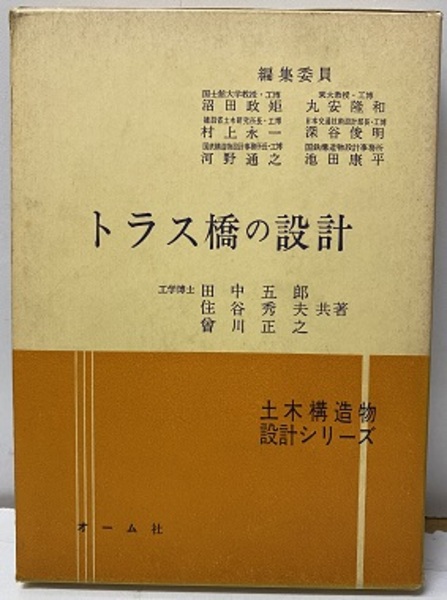 編集委員
国士館大学教授・工博 東大教授・工博
沼田政矩 丸安隆和
建設省土木研究所長・工博 日本交通技術設計部長・工博
村上永一 深谷俊明
国鉄構造物設計事務所長・工博 国鉄構造物設計事務所
河野通之 池田康平
トラス橋の設計
工学博士 田中五郎
住谷秀夫 共著
曾川正之
土木構造物
設計シリーズ
オーム社